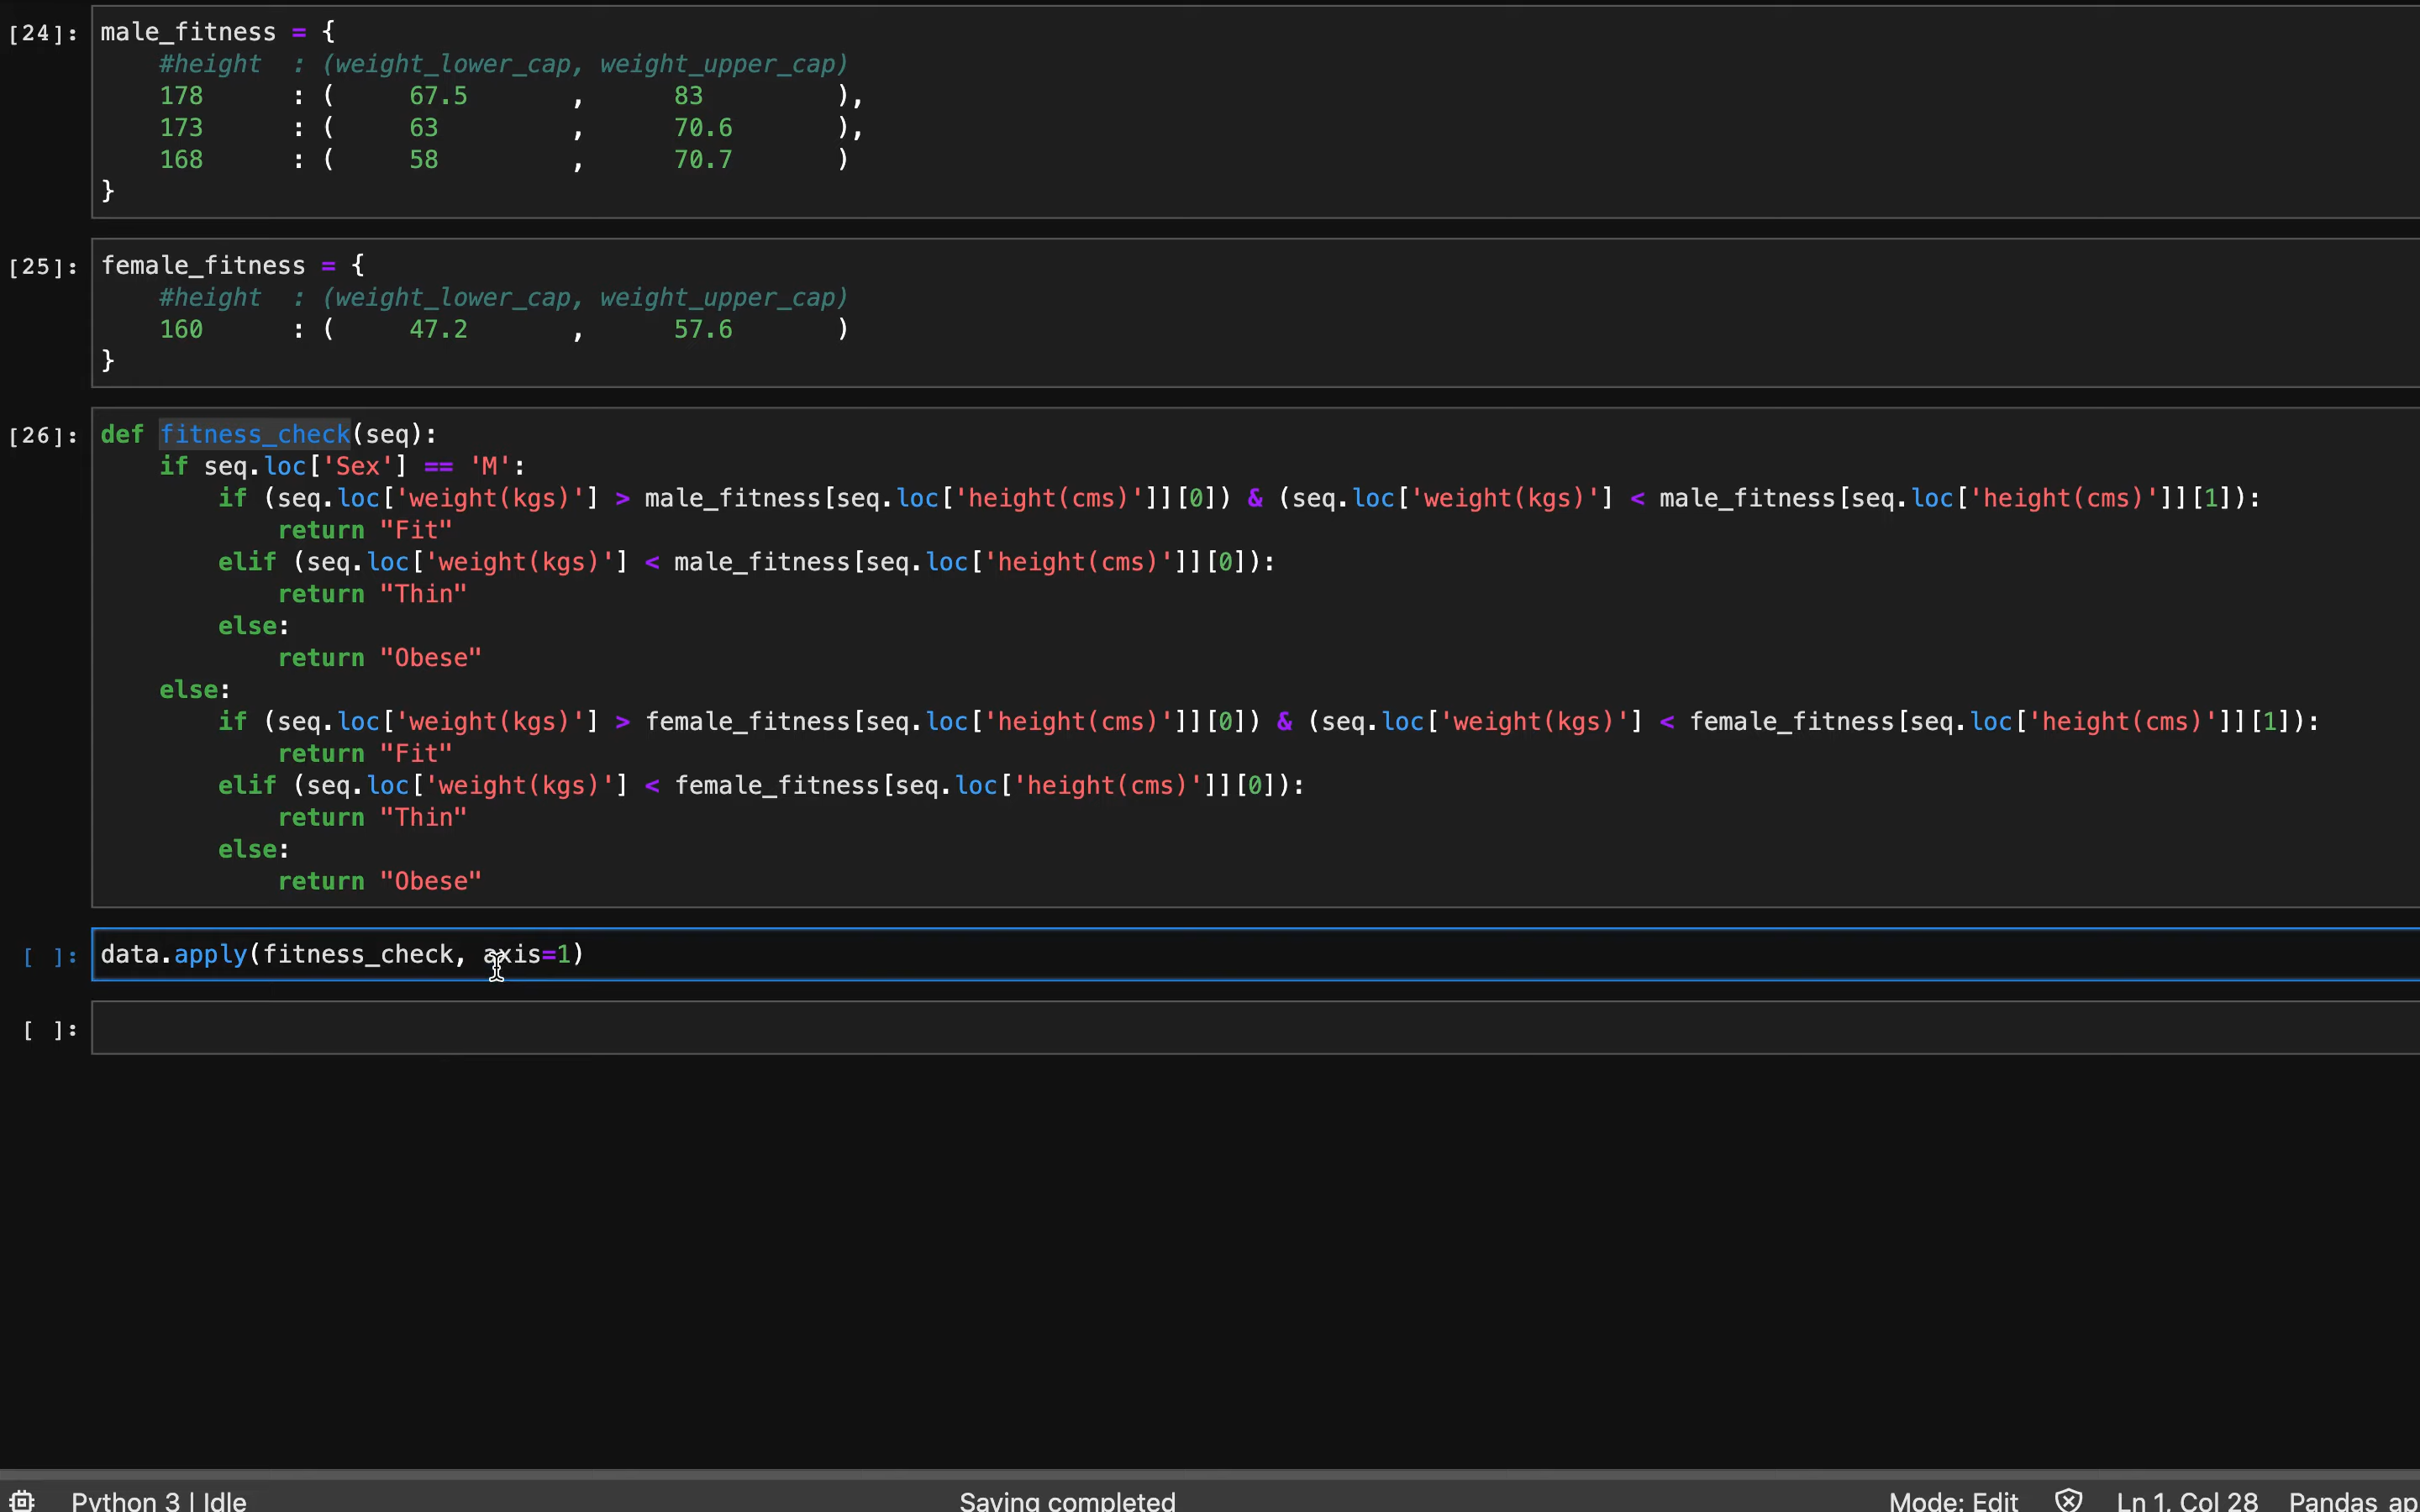 [24]: male_fitness = {
#height : (weight_lower_cap, weight_upper_cap)
178 : ( 67.5 , 83 ),
173 : ( 63 , 70.6 ),
168 : ( 58 , 70.7 )
}
[25]: female_fitness = {
#height : (weight_lower_cap, weight_upper_cap)
160 : ( 47.2 , 57.6 )
}
[26]: def fitness_check(seq):
if seq.loc['Sex'] == 'M':
if (seq.loc['weight(kgs)'] > male_fitness[seq.loc['height(cms)']][0]) & (seq.loc['weight(kgs)'] < male_fitness[seq.loc['height(cms)']][1]):
return "Fit"
elif (seq.loc['weight(kgs)'] < male_fitness[seq.loc['height(cms)']][0]):
return "Thin"
else:
return "Obese"
else:
if (seq.loc['weight(kgs)'] > female_fitness[seq.loc['height(cms)']][0]) & (seq.loc['weight(kgs)'] < female_fitness[seq.loc['height(cms)']][1]):
return "Fit"
elif (seq.loc['weight(kgs)'] < female_fitness[seq.loc['height(cms)']][0]):
return "Thin"
else:
return "Obese"
[ ]: data.apply(fitness_check, axis=1)
[ ]:
Python 3 | Idle Saving completed Mode: Edit Ln 1, Col 28 Pandas ap